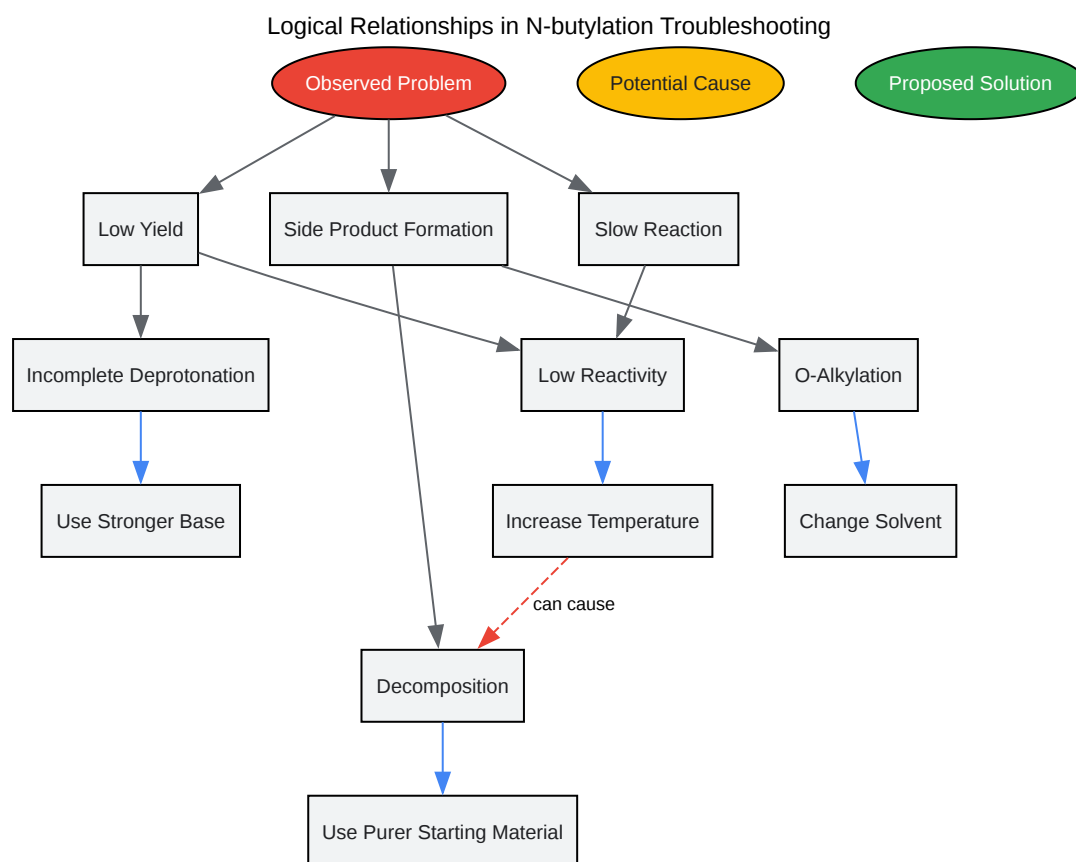 Logical Relationships in N-butylation Troubleshooting
Observed Problem
Potential Cause
Proposed Solution
Low Yield
Side Product Formation
Slow Reaction
Incomplete Deprotonation
Low Reactivity
O-Alkylation
Use Stronger Base
Increase Temperature
Change Solvent
can cause
Decomposition
Use Purer Starting Material